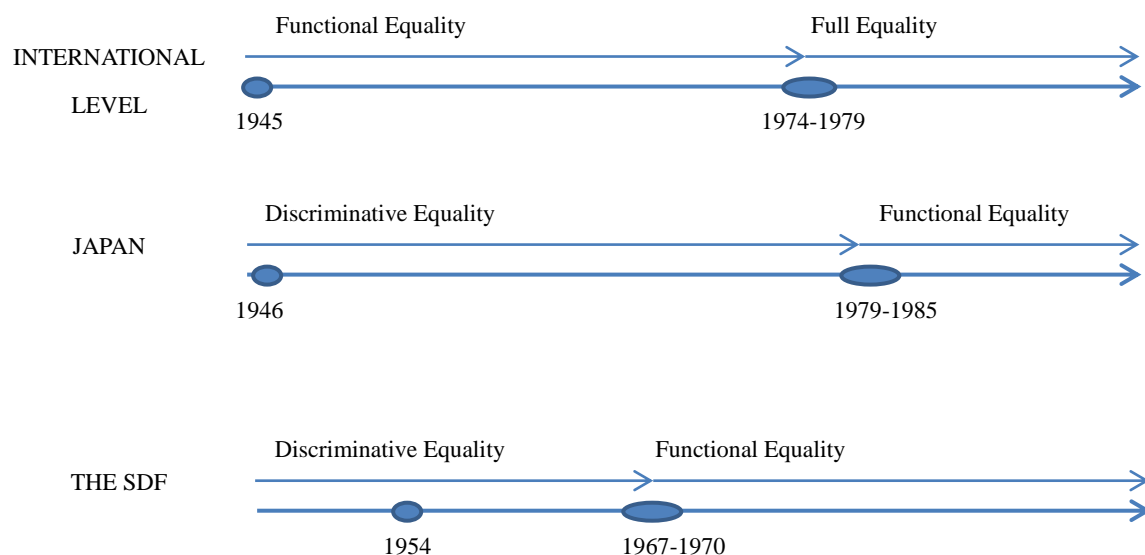 Functional Equality
Full Equality
INTERNATIONAL
LEVEL
1945
1974-1979
Discriminative Equality
Functional Equality
JAPAN
1946
1979-1985
Discriminative Equality
Functional Equality
THE SDF
1954
1967-1970